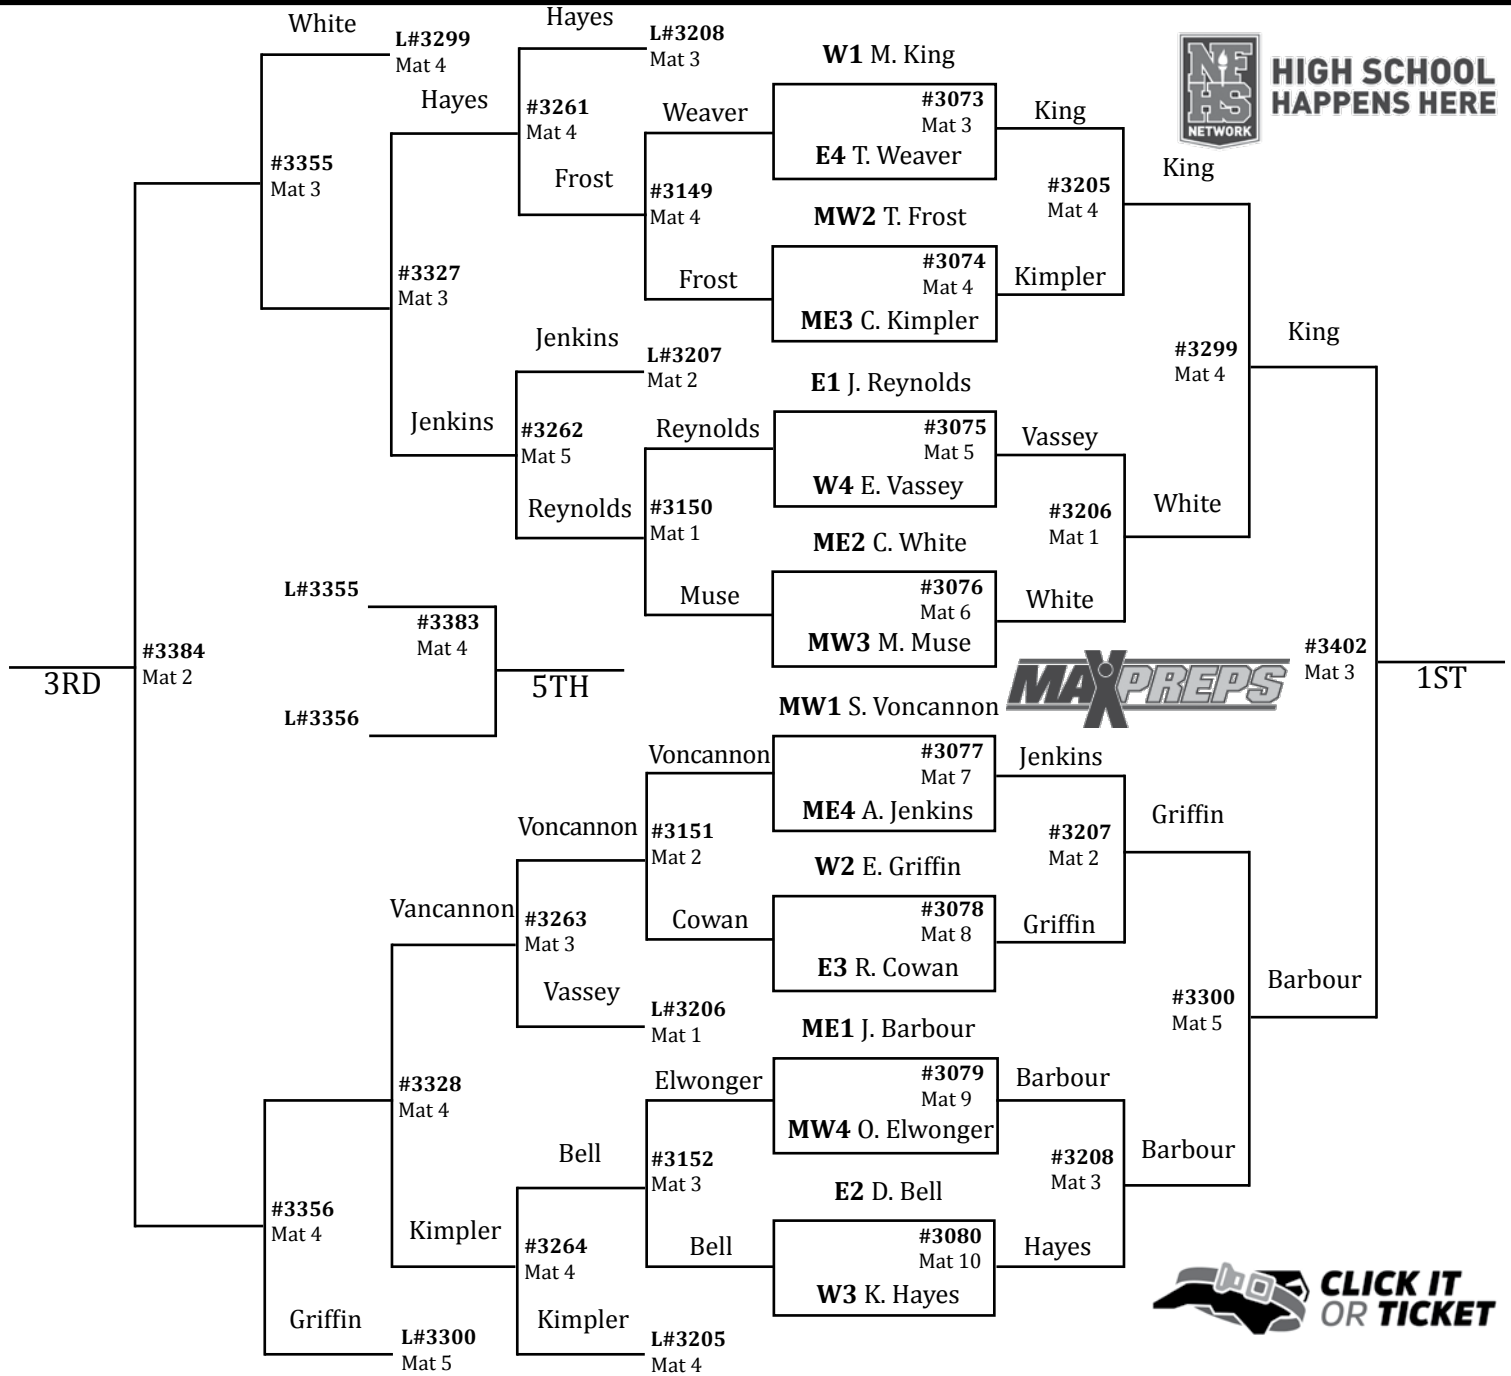 White
L#3299
Mat 4
Hayes
L#3208
Mat 3
Hayes
#3261
Mat 4
#3355
Mat 3
Frost
Weaver
#3149
Mat 4
Frost
#3327
Mat 3
Jenkins
L#3207
Mat 2
Jenkins
#3262
Mat 5
Reynolds
Reynolds
#3150
Mat 1
Muse
W1 M. King
#3073
Mat 3
E4 T. Weaver
MW2 T. Frost
#3074
Mat 4
ME3 C. Kimpler
E1 J. Reynolds
#3075
Mat 5
W4 E. Vassey
ME2 C. White
#3076
Mat 6
MW3 M. Muse
King
#3205
Mat 4
Kimpler
King
Vassey
#3206
Mat 1
White
White
#3299
Mat 4
King
NF
HS
NETWORK
HIGH SCHOOL
HAPPENS HERE
L#3355
#3383
Mat 4
L#3356
5TH
#3384
Mat 2
3RD
MAXPREPS
#3402
Mat 3
1ST
MW1 S. Voncannon
#3077
Mat 7
ME4 A. Jenkins
W2 E. Griffin
#3078
Mat 8
E3 R. Cowan
ME1 J. Barbour
#3079
Mat 9
MW4 O. Elwonger
E2 D. Bell
#3080
Mat 10
W3 K. Hayes
Voncannon
#3151
Mat 2
Cowan
Voncannon
Vancannon
#3263
Mat 3
Vassey
L#3206
Mat 1
Elwonger
#3152
Mat 3
Bell
Bell
#3328
Mat 4
Kimpler
#3264
Mat 4
Kimpler
L#3205
Mat 4
#3356
Mat 4
Griffin
L#3300
Mat 5
Jenkins
#3207
Mat 2
Griffin
Griffin
Barbour
#3208
Mat 3
Hayes
Barbour
#3300
Mat 5
Barbour
CLICK IT
OR TICKET